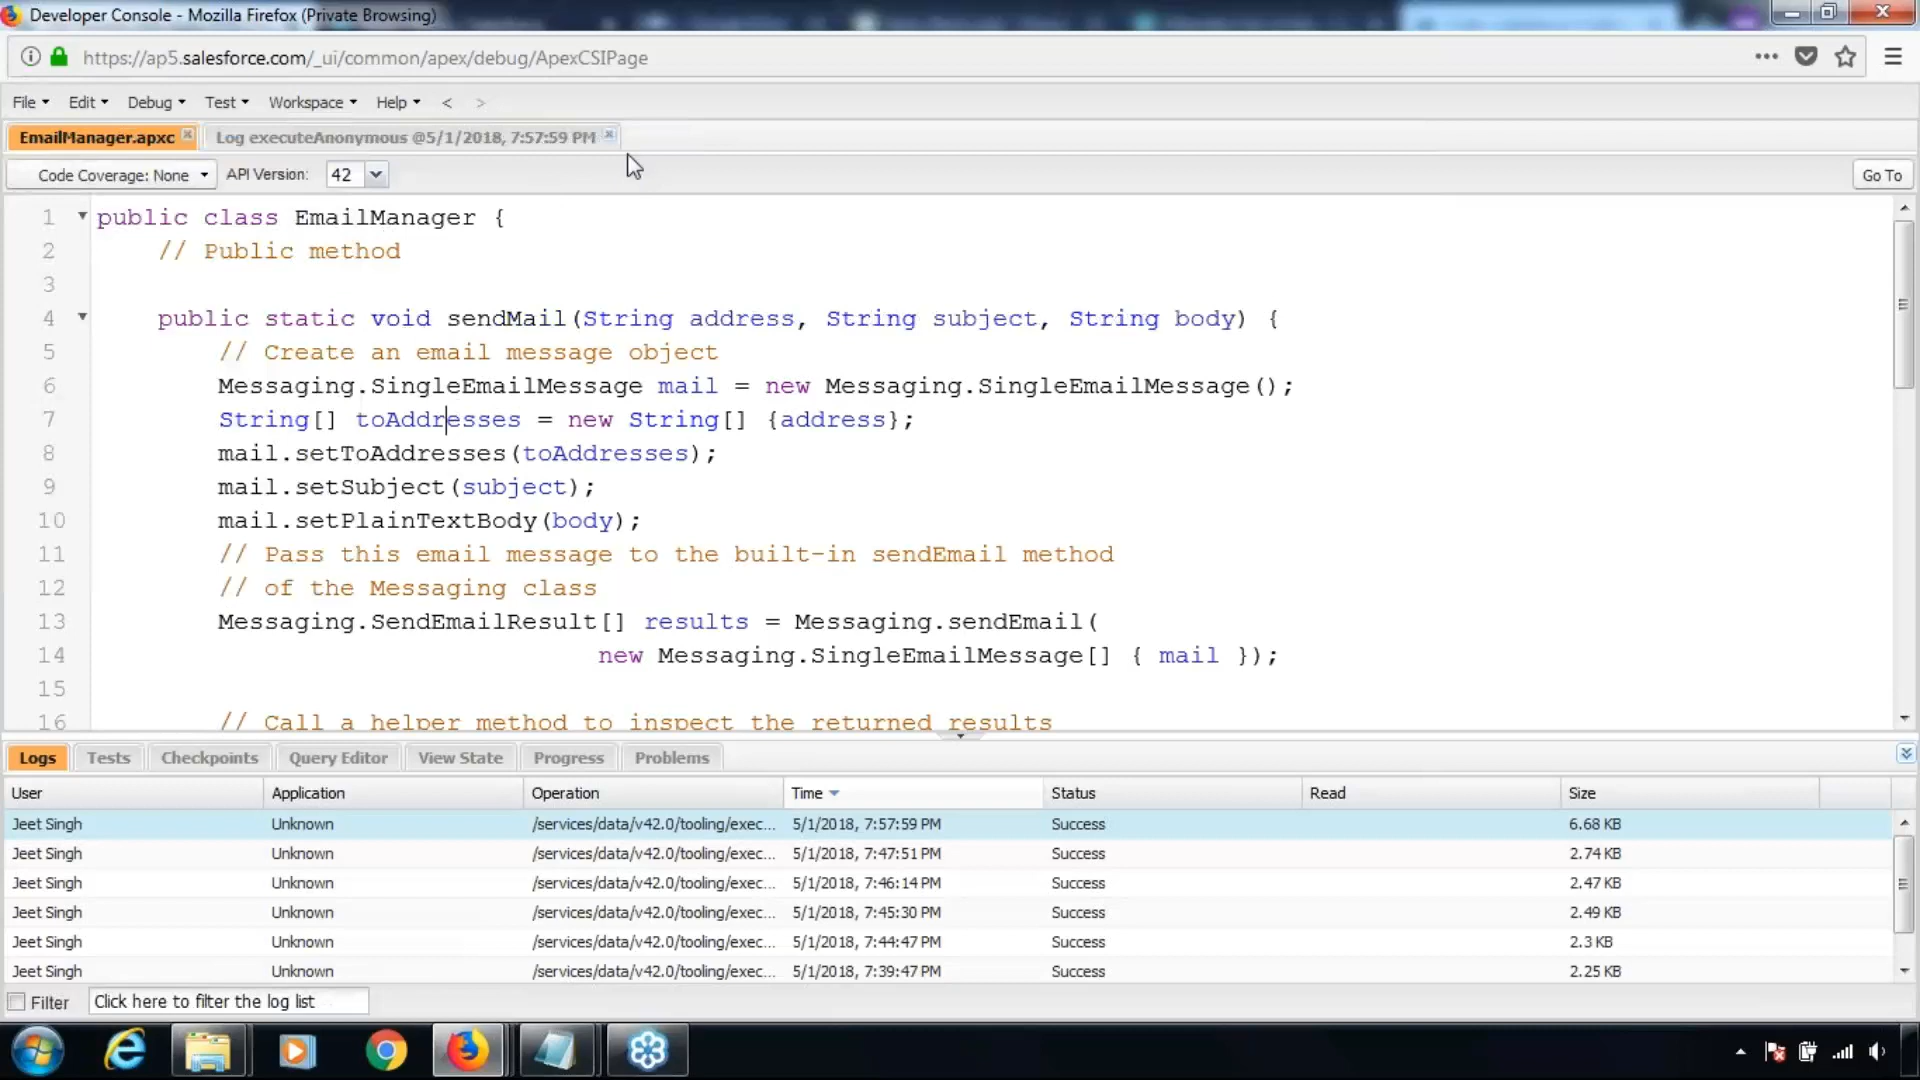 Developer Console - Mozilla Firefox (Private Browsing)
https://ap5.salesforce.com/_ui/common/apex/debug/ApexCSIPage
File Edit Debug Test Workspace Help < >
EmailManager.apxc Log executeAnonymous @5/1/2018, 7:57:59 PM
Code Coverage: None API Version: 42 Go To
1 public class EmailManager {
2 // Public method
3
4 public static void sendMail(String address, String subject, String body) {
5 // Create an email message object
6 Messaging.SingleEmailMessage mail = new Messaging.SingleEmailMessage();
7 String[] toAddresses = new String[] {address};
8 mail.setToAddresses(toAddresses);
9 mail.setSubject(subject);
10 mail.setPlainTextBody(body);
11 // Pass this email message to the built-in sendEmail method
12 // of the Messaging class
13 Messaging.SendEmailResult[] results = Messaging.sendEmail(
14 new Messaging.SingleEmailMessage[] { mail });
15
16 // Call a helper method to inspect the returned results
Logs Tests Checkpoints Query Editor View State Progress Problems
User Application Operation Time Status Read Size
Jeet Singh Unknown /services/data/v42.0/tooling/exec... 5/1/2018, 7:57:59 PM Success 6.68 KB
Jeet Singh Unknown /services/data/v42.0/tooling/exec... 5/1/2018, 7:47:51 PM Success 2.74 KB
Jeet Singh Unknown /services/data/v42.0/tooling/exec... 5/1/2018, 7:46:14 PM Success 2.47 KB
Jeet Singh Unknown /services/data/v42.0/tooling/exec... 5/1/2018, 7:45:30 PM Success 2.49 KB
Jeet Singh Unknown /services/data/v42.0/tooling/exec... 5/1/2018, 7:44:47 PM Success 2.3 KB
Jeet Singh Unknown /services/data/v42.0/tooling/exec... 5/1/2018, 7:39:47 PM Success 2.25 KB
Filter Click here to filter the log list